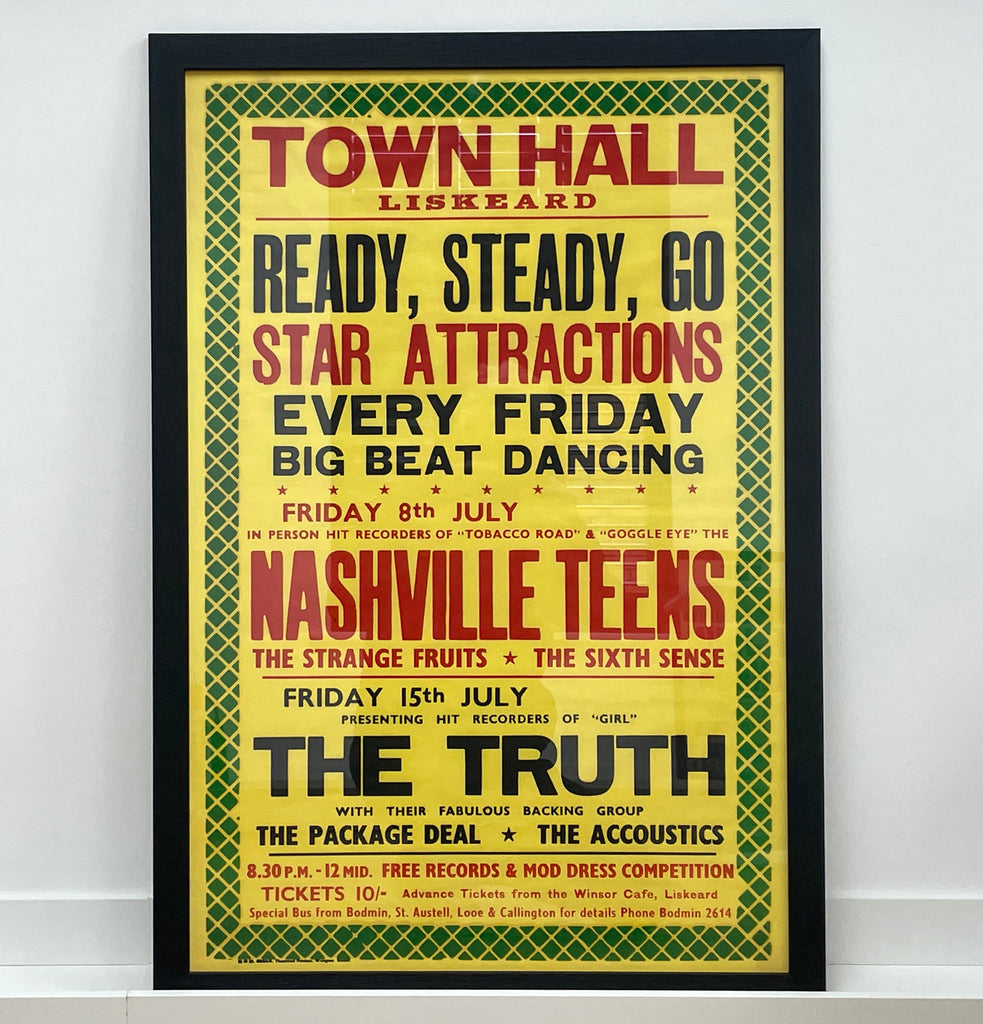 TOWN HALL
LISKEARD
READY, STEADY, GO
STAR ATTRACTIONS
EVERY FRIDAY
BIG BEAT DANCING
FRIDAY 8th JULY
IN PERSON HIT RECORDERS OF "TOBACCO ROAD" & "GOGGLE EYE" THE
NASHVILLE TEENS
THE STRANGE FRUITS ★ THE SIXTH SENSE
FRIDAY 15th JULY
PRESENTING HIT RECORDERS OF "GIRL"
THE TRUTH
WITH THEIR FABULOUS BACKING GROUP
THE PACKAGE DEAL ★ THE ACCOUSTICS
8.30 P.M. - 12 MID. FREE RECORDS & MOD DRESS COMPETITION
TICKETS 10/- Advance Tickets from the Winsor Cafe, Liskeard
Special Bus from Bodmin, St. Austell, Looe & Callington for details Phone Bodmin 2614